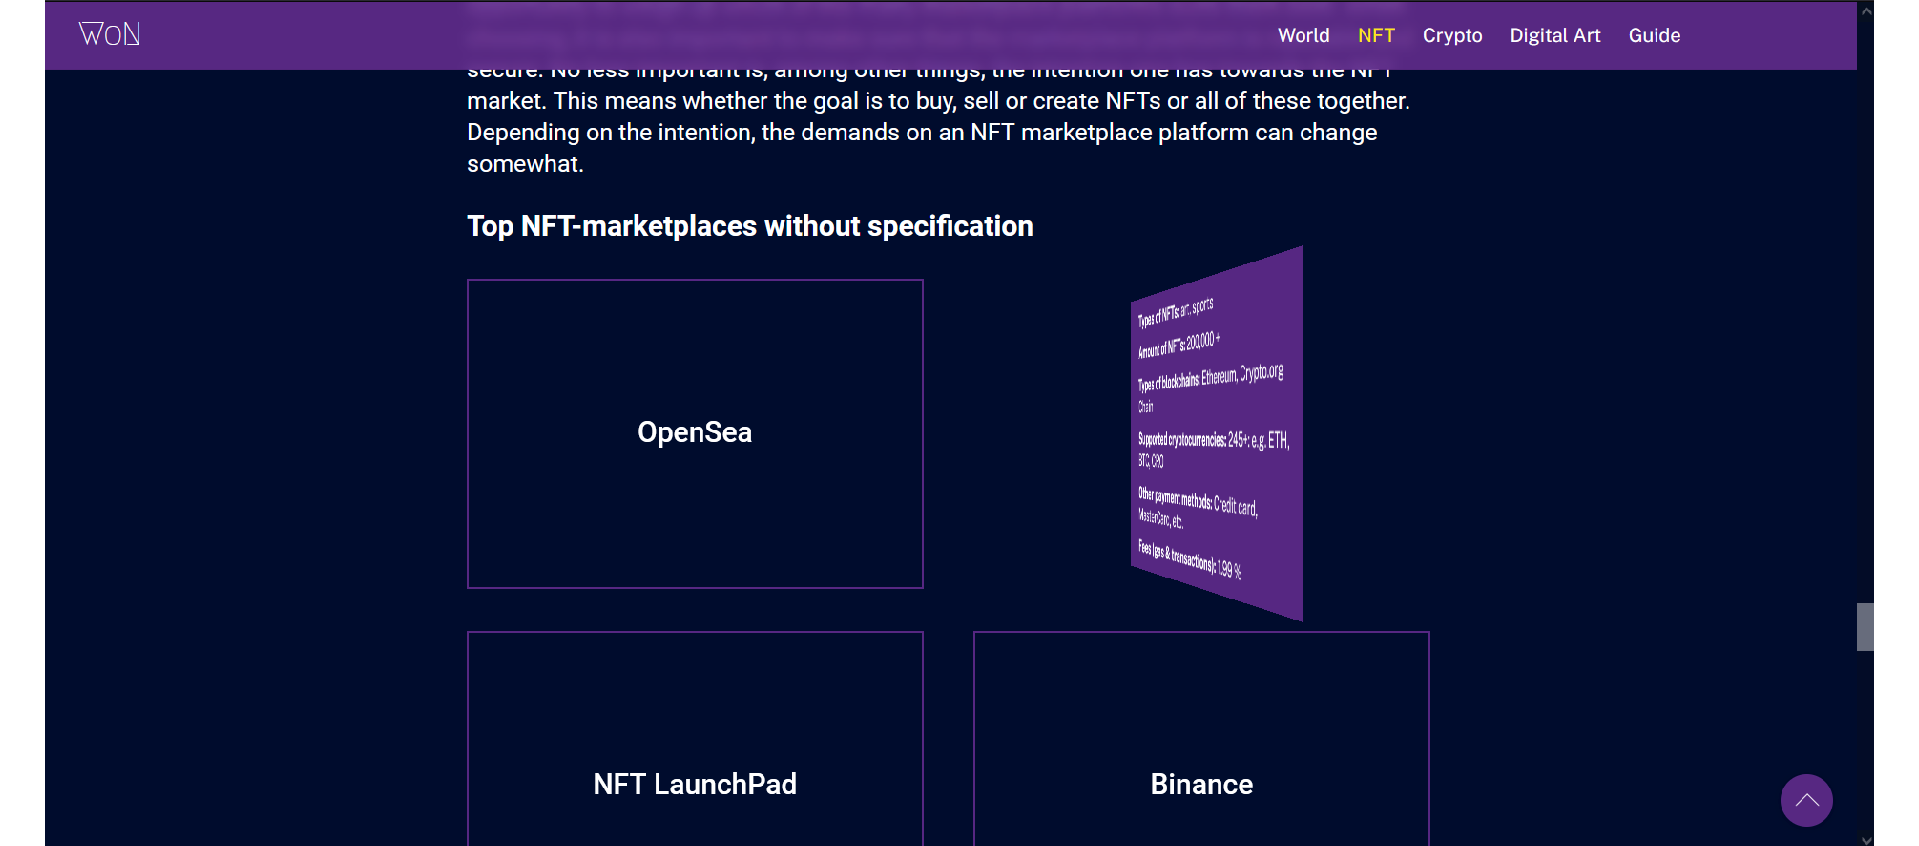 WoN
World NFT Crypto Digital Art Guide
secure. No less important is, among other things, the intention one has towards the NFT
market. This means whether the goal is to buy, sell or create NFTs or all of these together.
Depending on the intention, the demands on an NFT marketplace platform can change
somewhat.
Top NFT-marketplaces without specification
OpenSea
Types of NFTs: art, sports
Amount of NFTs: 200,000 +
Types of blockchains: Ethereum, Crypto.org
Chain
Supported cryptocurrencies: 245+: e.g. ETH,
BTC, CRO
Other payment methods: Credit card,
MasterCard, etc.
Fees (gas & transactions): 1.99 %
NFT LaunchPad
Binance